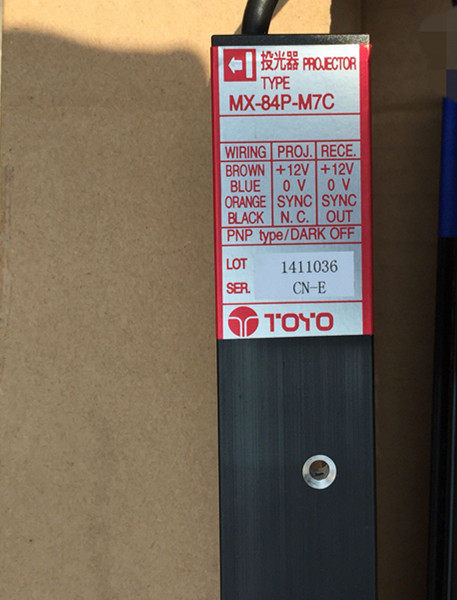 投光器 PROJECTOR
TYPE
MX-84P-M7C
WIRING PROJ. RECE.
BROWN +12V +12V
BLUE 0 V 0 V
ORANGE SYNC SYNC
BLACK N. C. OUT
PNP type/DARK OFF
LOT 1411036
SER. CN-E
TOYO